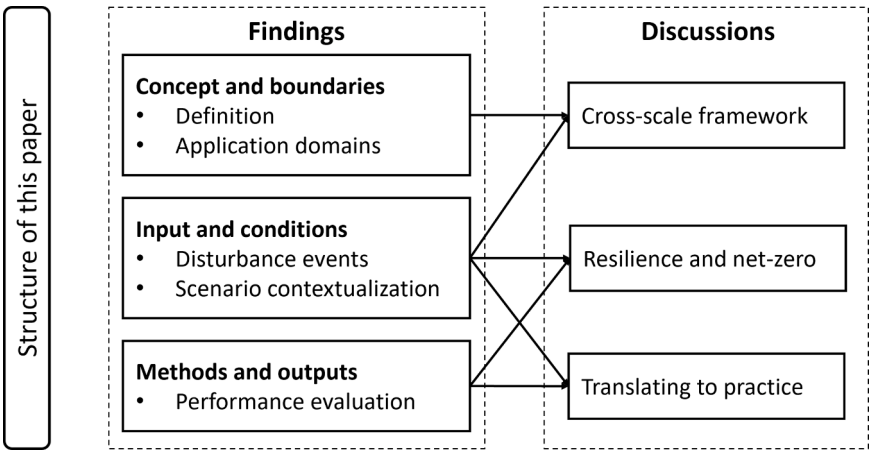 Structure of this paper
Findings
Concept and boundaries
• Definition
• Application domains
Input and conditions
• Disturbance events
• Scenario contextualization
Methods and outputs
• Performance evaluation
Discussions
Cross-scale framework
Resilience and net-zero
Translating to practice